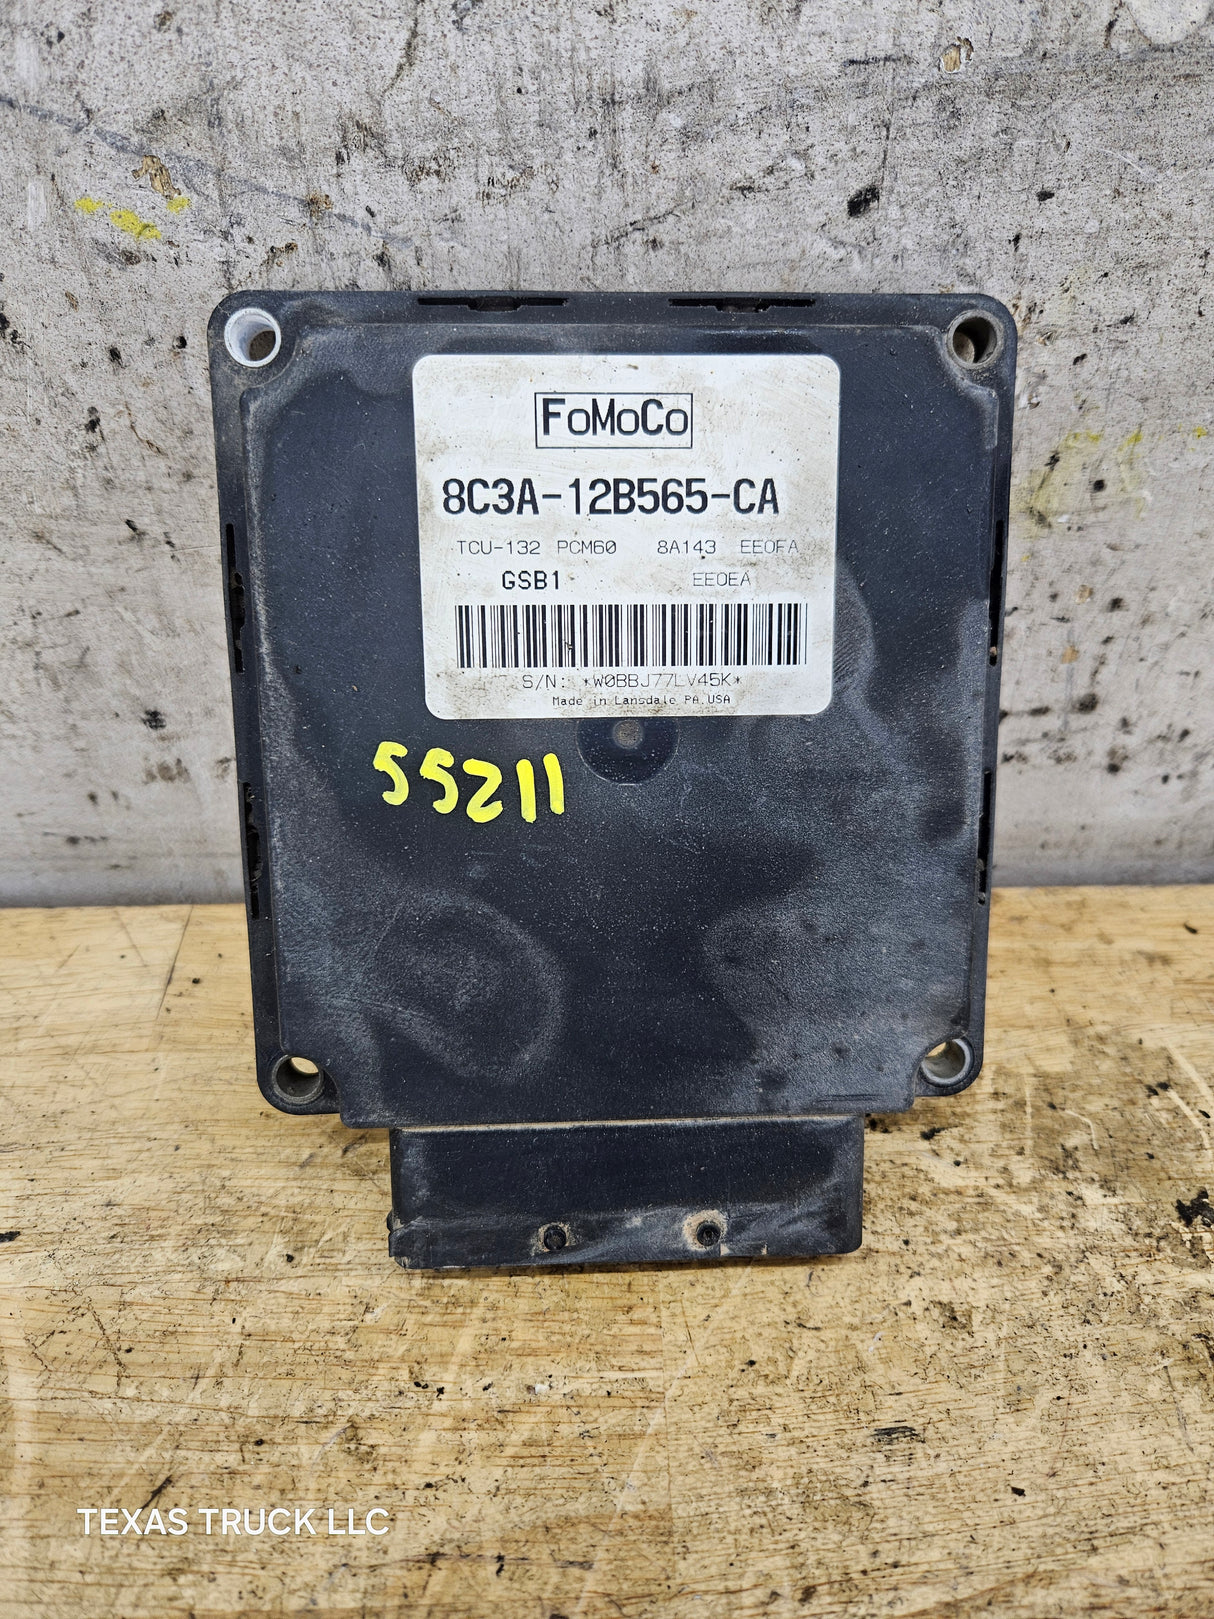 FoMoCo
8C3A-12B565-CA
TCU-132 PCM60 8A143 EE0FA
GSB1 EE0EA
S/N: *W0BBJ77LV45K*
Made in Lansdale PA.USA
55211
TEXAS TRUCK LLC